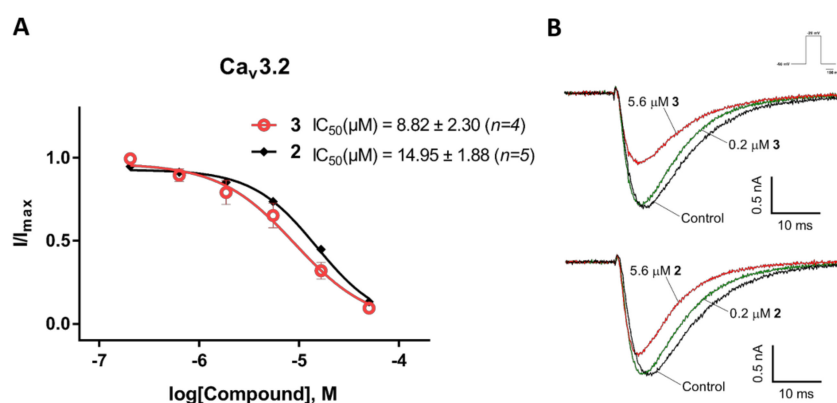 A
Cav3.2
3 IC50(µM) = 8.82 ± 2.30 (n=4)
2 IC50(µM) = 14.95 ± 1.88 (n=5)
1.0
0.5
0.0
I/Imax
-7
-6
-5
-4
log[Compound], M
B
5.6 µM 3
0.2 µM 3
Control
0.5 nA
10 ms
5.6 µM 2
0.2 µM 2
Control
0.5 nA
10 ms